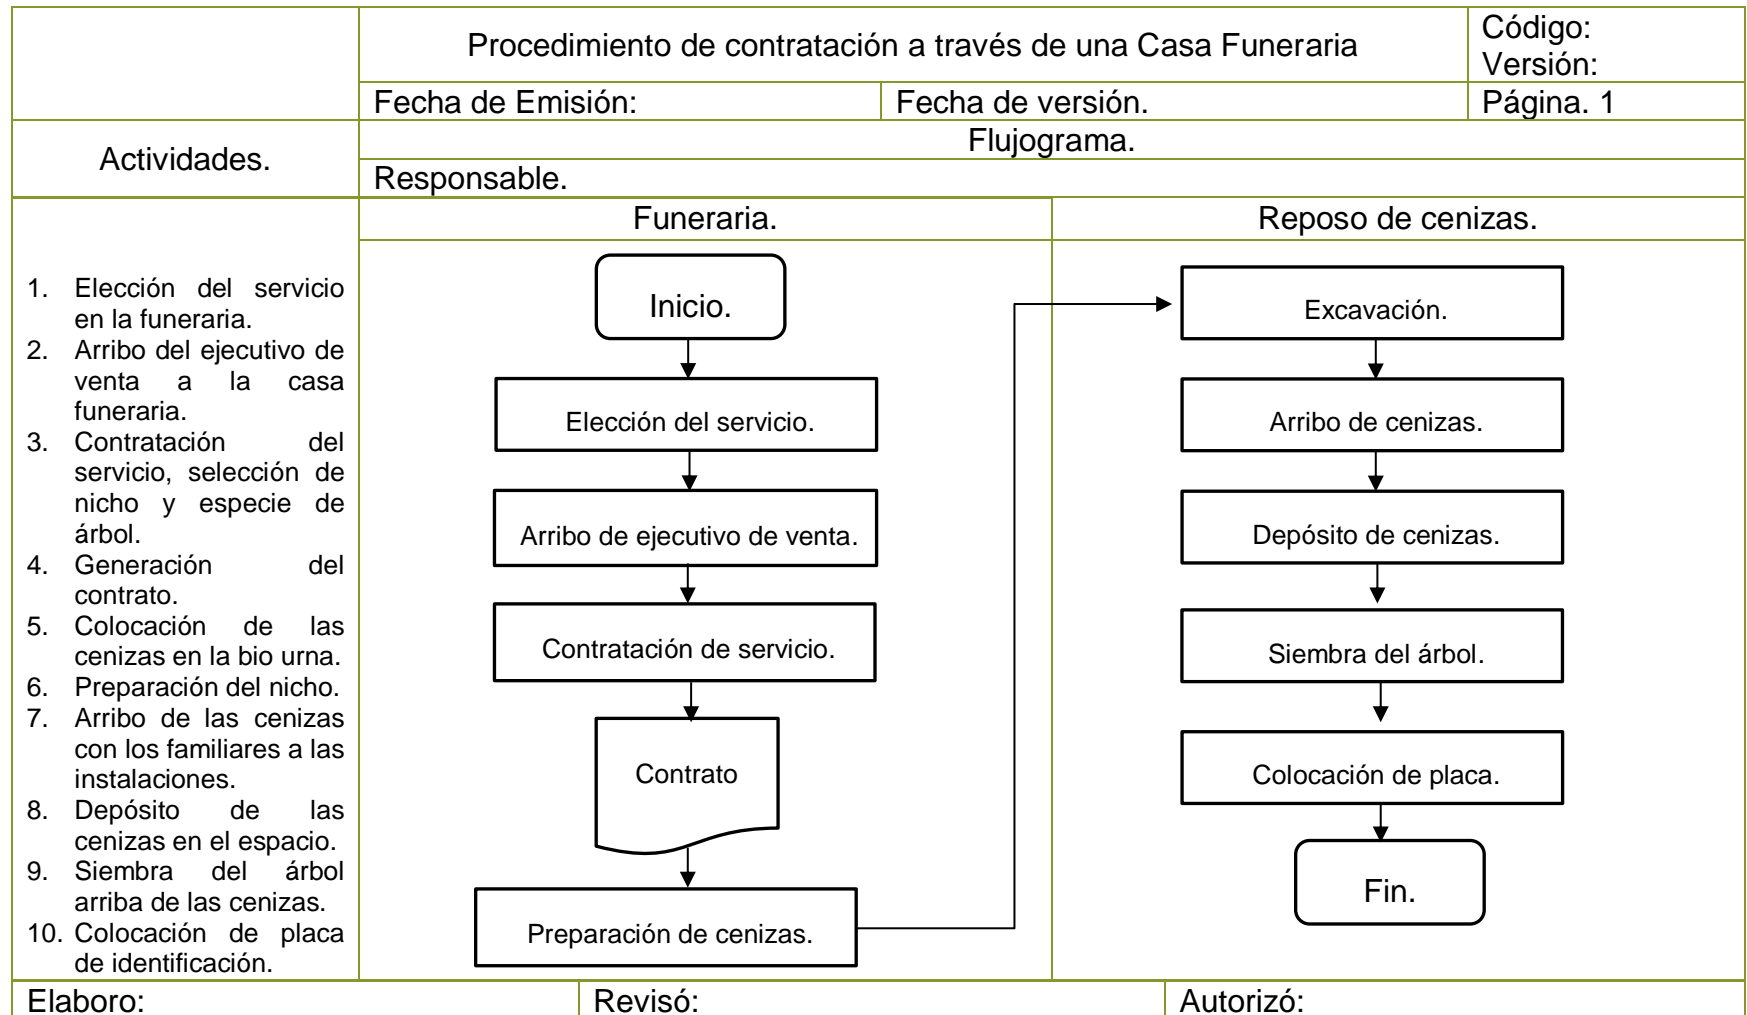 Procedimiento de contratación a través de una Casa Funeraria
Código:
Versión:
Fecha de Emisión:
Fecha de versión.
Página. 1
Actividades.
Flujograma.
Responsable.
Funeraria.
Reposo de cenizas.
1. Elección del servicio
en la funeraria.
2. Arribo del ejecutivo de
venta a la casa
funeraria.
3. Contratación del
servicio, selección de
nicho y especie de
árbol.
4. Generación del
contrato.
5. Colocación de las
cenizas en la bio urna.
6. Preparación del nicho.
7. Arribo de las cenizas
con los familiares a las
instalaciones.
8. Depósito de las
cenizas en el espacio.
9. Siembra del árbol
arriba de las cenizas.
10. Colocación de placa
de identificación.
Inicio.
Elección del servicio.
Arribo de ejecutivo de venta.
Contratación de servicio.
Contrato
Preparación de cenizas.
Excavación.
Arribo de cenizas.
Depósito de cenizas.
Siembra del árbol.
Colocación de placa.
Fin.
Elaboro:
Revisó:
Autorizó: